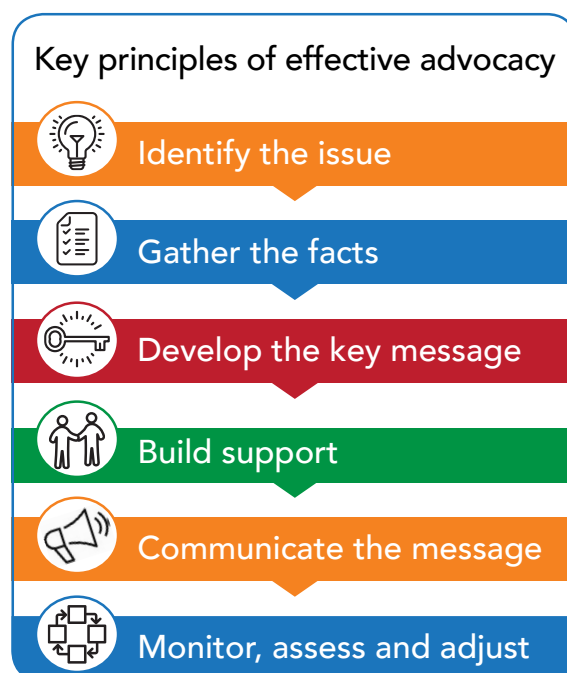 Key principles of effective advocacy
Identify the issue
Gather the facts
Develop the key message
Build support
Communicate the message
Monitor, assess and adjust